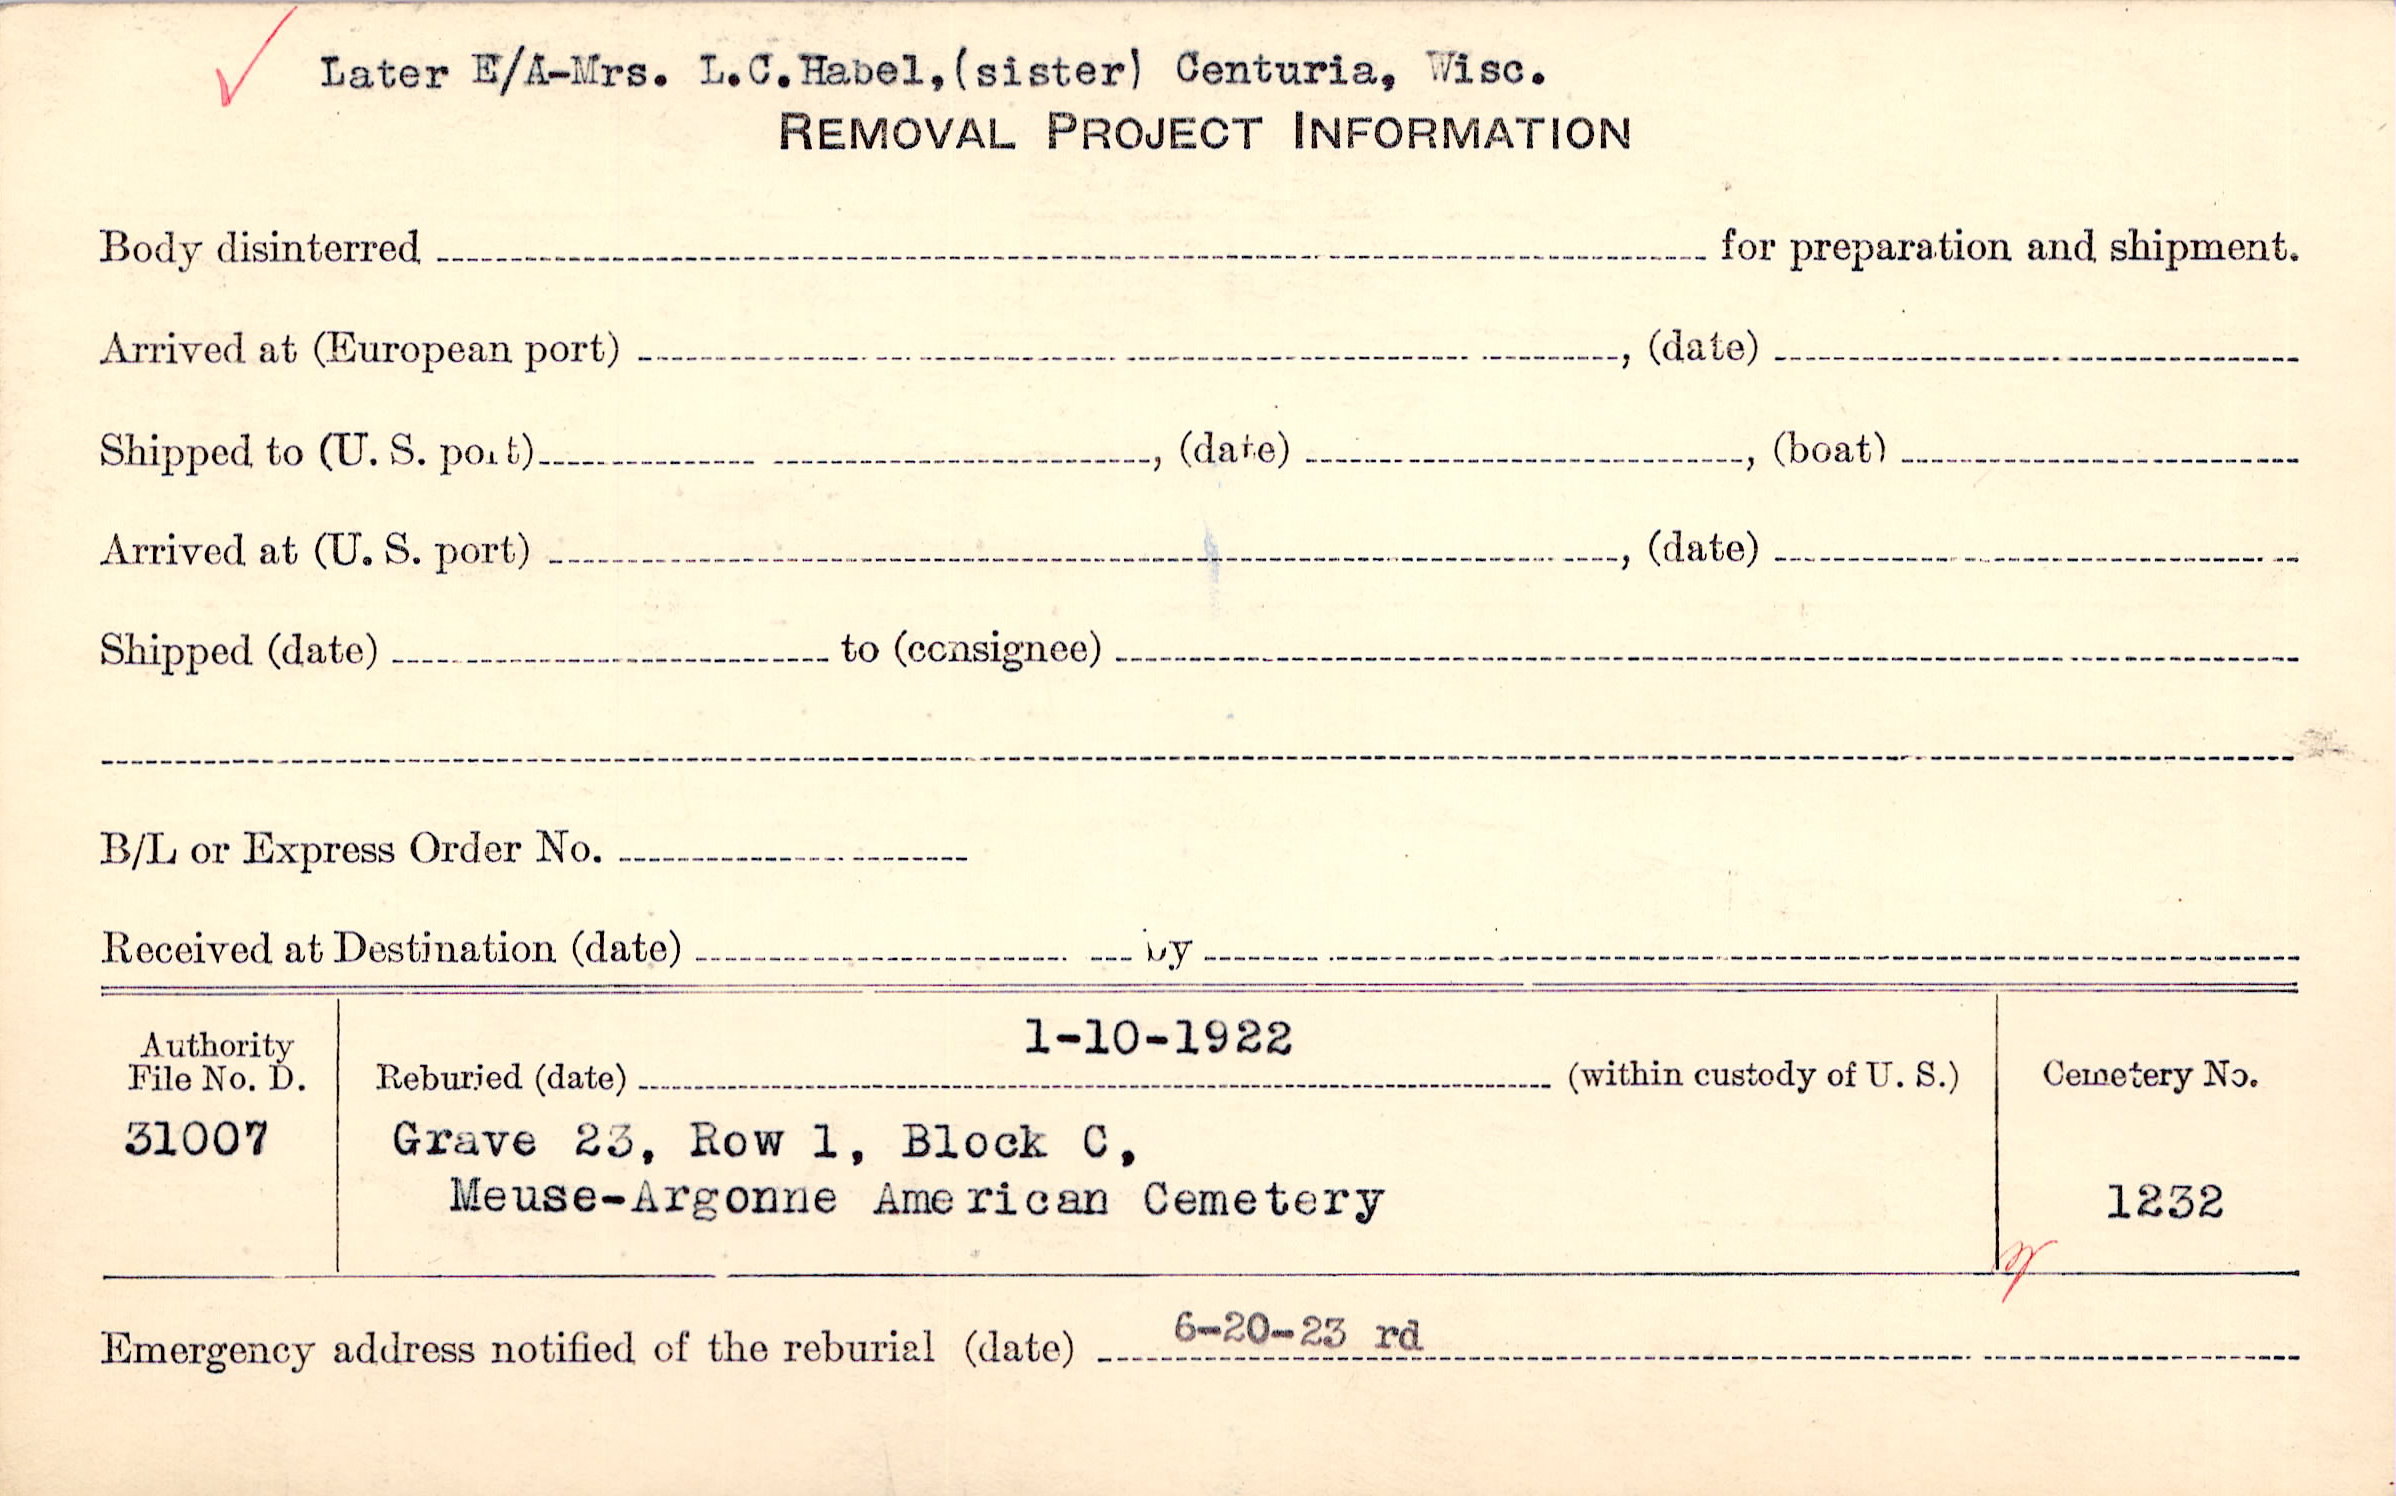 Later E/A-Mrs. L.C.Habel,(sister) Centuria, Wisc.
REMOVAL PROJECT INFORMATION
Body disinterred for preparation and shipment.
Arrived at (European port) , (date)
Shipped to (U. S. port) , (date) , (boat)
Arrived at (U. S. port) , (date)
Shipped (date) to (consignee)
B/L or Express Order No.
Received at Destination (date) by
Authority
File No. D.
31007
1-10-1922
Reburied (date) (within custody of U. S.)
Grave 23, Row 1, Block C,
Meuse-Argonne American Cemetery
Cemetery No.
1232
Emergency address notified of the reburial (date) 6-20-23 rd